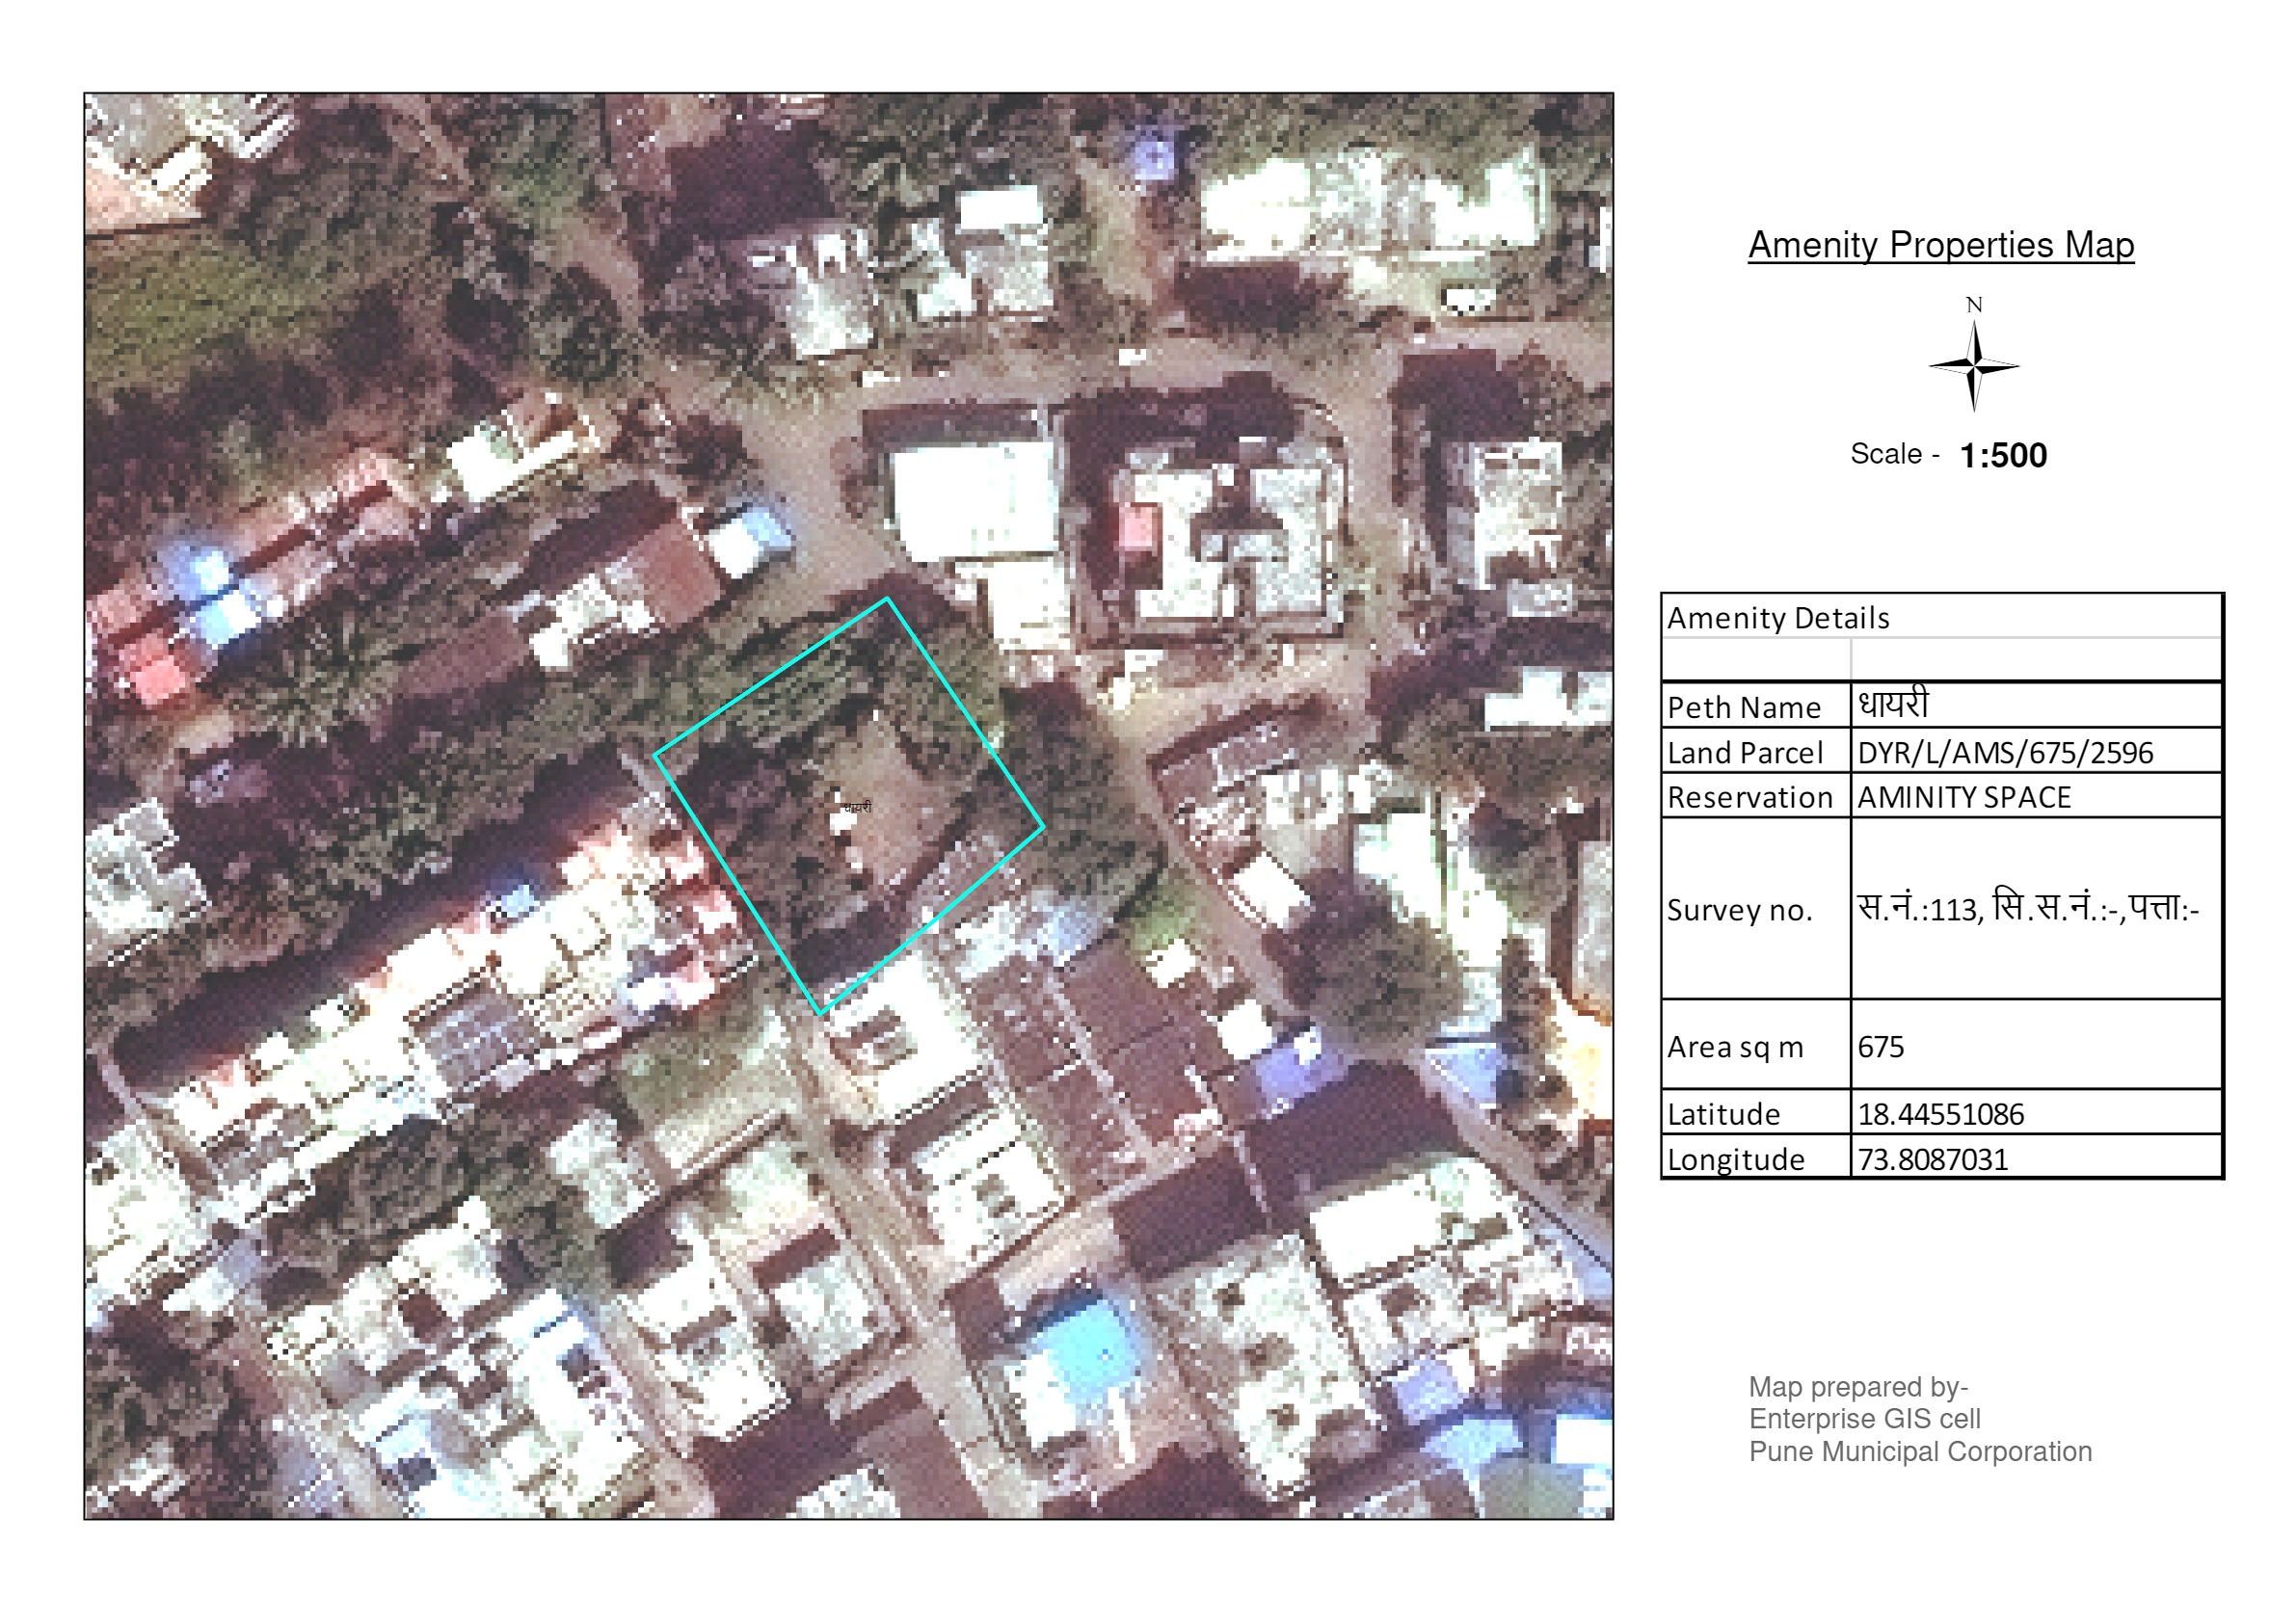 Amenity Properties Map
N
Scale - 1:500
Amenity Details
Peth Name धायरी
Land Parcel DYR/L/AMS/675/2596
Reservation AMINITY SPACE
Survey no. स.नं.:113, सि.स.नं.:-,पत्ता:-
Area sq m 675
Latitude 18.44551086
Longitude 73.8087031
धायरी
Map prepared by-
Enterprise GIS cell
Pune Municipal Corporation